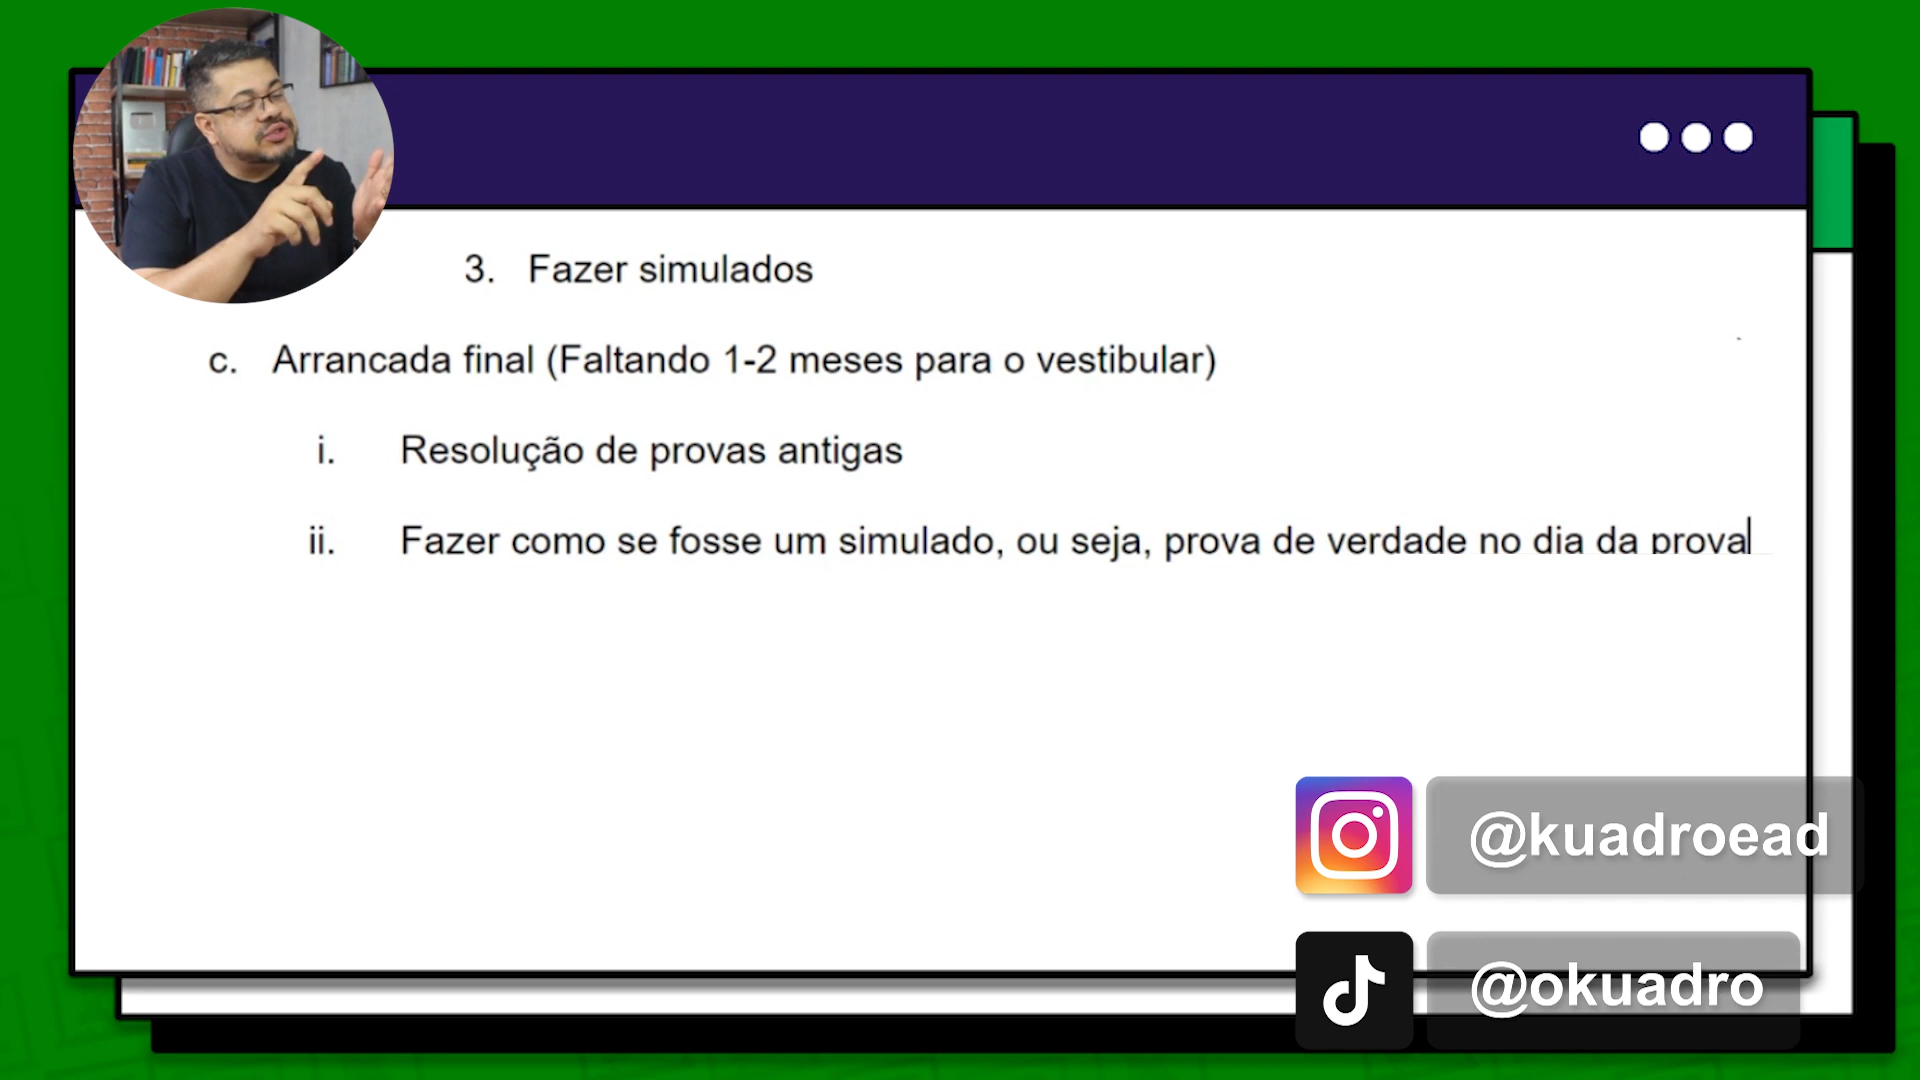 3. Fazer simulados
c. Arrancada final (Faltando 1-2 meses para o vestibular)
i. Resolução de provas antigas
ii. Fazer como se fosse um simulado, ou seja, prova de verdade no dia da prova
@kuadroead
@okuadro